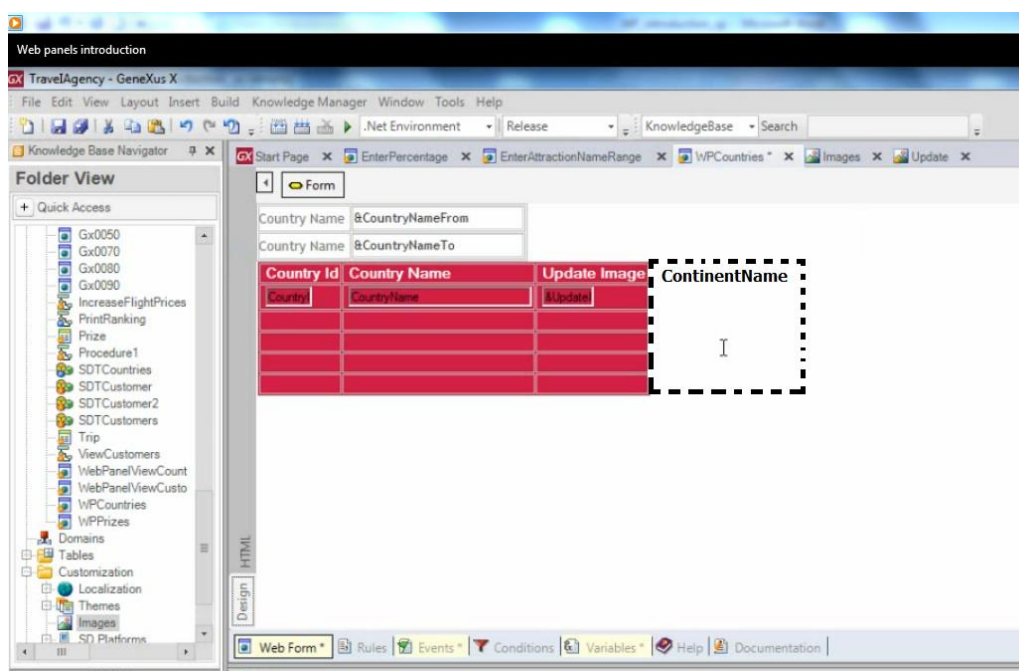 Web panels introduction
GX TravelAgency - GeneXus X
File Edit View Layout Insert Build Knowledge Manager Window Tools Help
.Net Environment Release KnowledgeBase Search
Knowledge Base Navigator
GX Start Page EnterPercentage EnterAttractionNameRange WPCountries * Images Update
Folder View
Form
+ Quick Access
Country Name &CountryNameFrom
Country Name &CountryNameTo
Country Id Country Name Update Image ContinentName
CountryI CountryName &Update
Gx0050
Gx0070
Gx0080
Gx0090
IncreaseFlightPrices
PrintRanking
Prize
Procedure1
SDTCountries
SDTCustomer
SDTCustomer2
SDTCustomers
Trip
ViewCustomers
WebPanelViewCount
WebPanelViewCusto
WPCountries
WPPrizes
Domains
Tables
Customization
Localization
Themes
Images
SD Platforms
HTML
Design
Web Form * Rules Events * Conditions Variables * Help Documentation